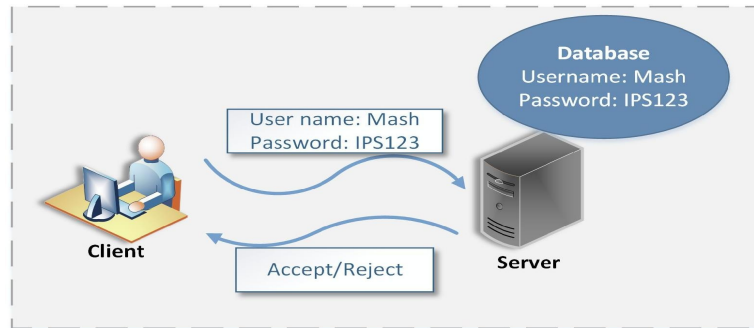 Database
Username: Mash
Password: IPS123
User name: Mash
Password: IPS123
Client
Accept/Reject
Server